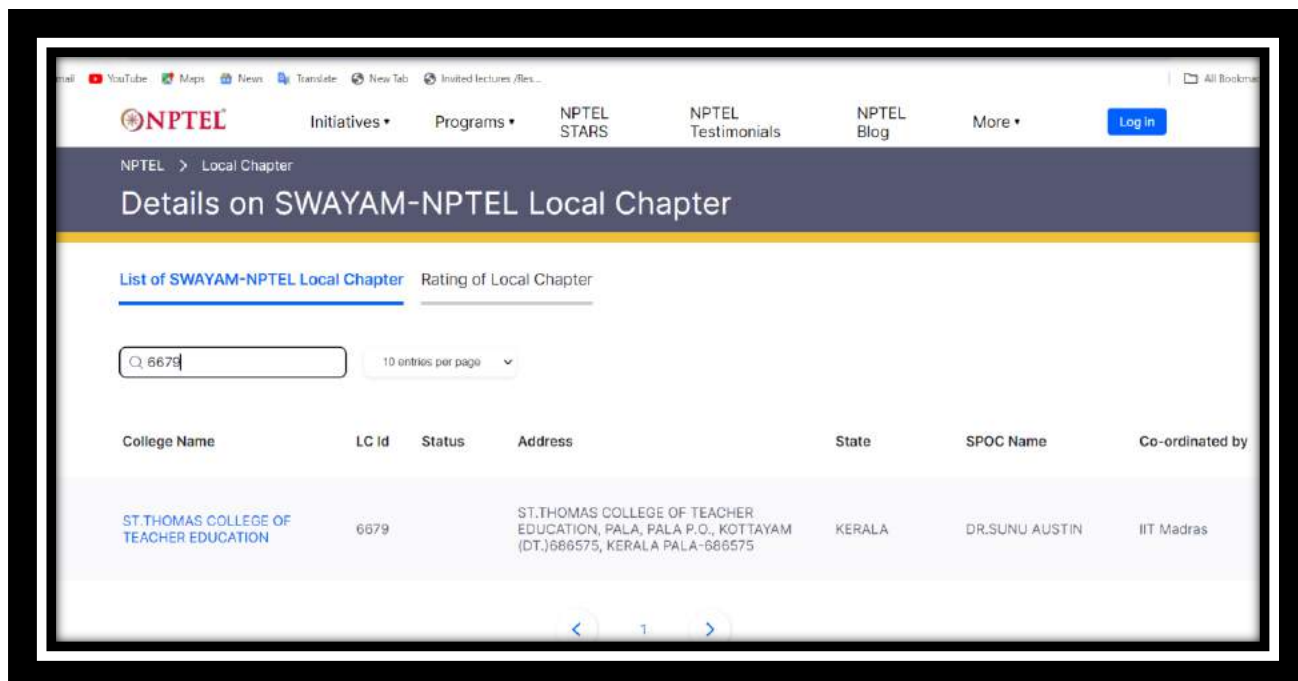 mail YouTube Maps News Translate New Tab Invited lectures /Res... All Bookma
NPTEL Initiatives Programs NPTEL STARS NPTEL Testimonials NPTEL Blog More Log in
NPTEL > Local Chapter
Details on SWAYAM-NPTEL Local Chapter
List of SWAYAM-NPTEL Local Chapter Rating of Local Chapter
6679 10 entries per page
College Name LC Id Status Address State SPOC Name Co-ordinated by
ST.THOMAS COLLEGE OF
TEACHER EDUCATION
6679
ST.THOMAS COLLEGE OF TEACHER
EDUCATION, PALA, PALA P.O., KOTTAYAM
(DT.)686575, KERALA PALA-686575
KERALA DR.SUNU AUSTIN IIT Madras
< 1 >